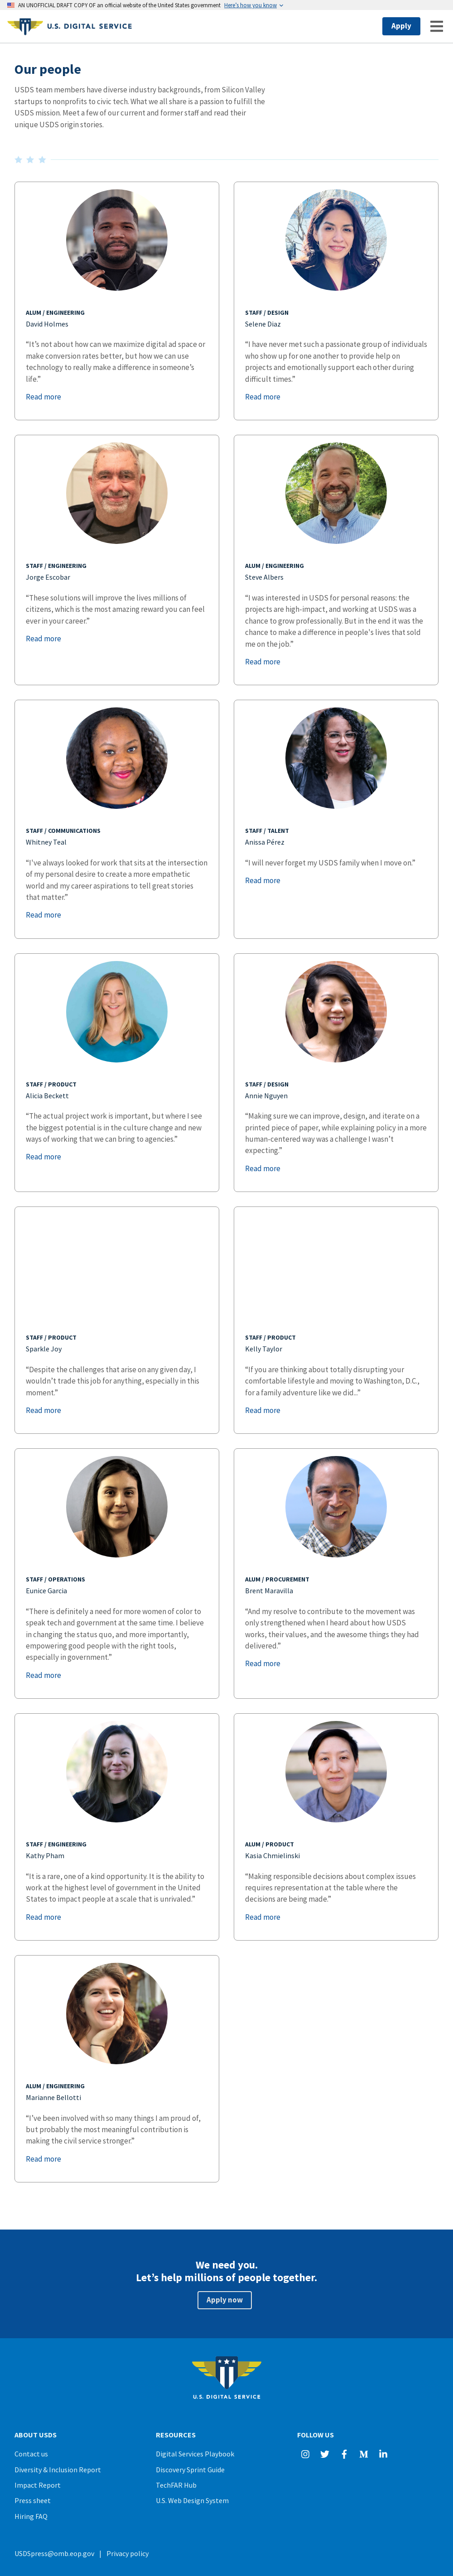 AN UNOFFICIAL DRAFT COPY OF an official website of the United States government Here's how you know
U.S. DIGITAL SERVICE
Apply
Our people
USDS team members have diverse industry backgrounds, from Silicon Valley
startups to nonprofits to civic tech. What we all share is a passion to fulfill the
USDS mission. Meet a few of our current and former staff and read their
unique USDS origin stories.
ALUM / ENGINEERING
David Holmes
“It’s not about how can we maximize digital ad space or
make conversion rates better, but how we can use
technology to really make a difference in someone’s
life.”
Read more
STAFF / DESIGN
Selene Diaz
“I have never met such a passionate group of individuals
who show up for one another to provide help on
projects and emotionally support each other during
difficult times.”
Read more
STAFF / ENGINEERING
Jorge Escobar
“These solutions will improve the lives millions of
citizens, which is the most amazing reward you can feel
ever in your career.”
Read more
ALUM / ENGINEERING
Steve Albers
“I was interested in USDS for personal reasons: the
projects are high-impact, and working at USDS was a
chance to grow professionally. But in the end it was the
chance to make a difference in people's lives that sold
me on the job.”
Read more
STAFF / COMMUNICATIONS
Whitney Teal
“I’ve always looked for work that sits at the intersection
of my personal desire to create a more empathetic
world and my career aspirations to tell great stories
that matter.”
Read more
STAFF / TALENT
Anissa Pérez
“I will never forget my USDS family when I move on.”
Read more
STAFF / PRODUCT
Alicia Beckett
“The actual project work is important, but where I see
the biggest potential is in the culture change and new
ways of working that we can bring to agencies.”
Read more
STAFF / DESIGN
Annie Nguyen
“Making sure we can improve, design, and iterate on a
printed piece of paper, while explaining policy in a more
human-centered way was a challenge I wasn’t
expecting.”
Read more
STAFF / PRODUCT
Sparkle Joy
“Despite the challenges that arise on any given day, I
wouldn’t trade this job for anything, especially in this
moment.”
Read more
STAFF / PRODUCT
Kelly Taylor
“If you are thinking about totally disrupting your
comfortable lifestyle and moving to Washington, D.C.,
for a family adventure like we did...”
Read more
STAFF / OPERATIONS
Eunice Garcia
“There is definitely a need for more women of color to
speak tech and government at the same time. I believe
in changing the status quo, and more importantly,
empowering good people with the right tools,
especially in government.”
Read more
ALUM / PROCUREMENT
Brent Maravilla
“And my resolve to contribute to the movement was
only strengthened when I heard about how USDS
works, their values, and the awesome things they had
delivered.”
Read more
STAFF / ENGINEERING
Kathy Pham
“It is a rare, one of a kind opportunity. It is the ability to
work at the highest level of government in the United
States to impact people at a scale that is unrivaled.”
Read more
ALUM / PRODUCT
Kasia Chmielinski
“Making responsible decisions about complex issues
requires representation at the table where the
decisions are being made.”
Read more
ALUM / ENGINEERING
Marianne Bellotti
“I’ve been involved with so many things I am proud of,
but probably the most meaningful contribution is
making the civil service stronger.”
Read more
We need you.
Let’s help millions of people together.
Apply now
U.S. DIGITAL SERVICE
ABOUT USDS
Contact us
Diversity & Inclusion Report
Impact Report
Press sheet
Hiring FAQ
RESOURCES
Digital Services Playbook
Discovery Sprint Guide
TechFAR Hub
U.S. Web Design System
FOLLOW US
USDSpress@omb.eop.gov | Privacy policy